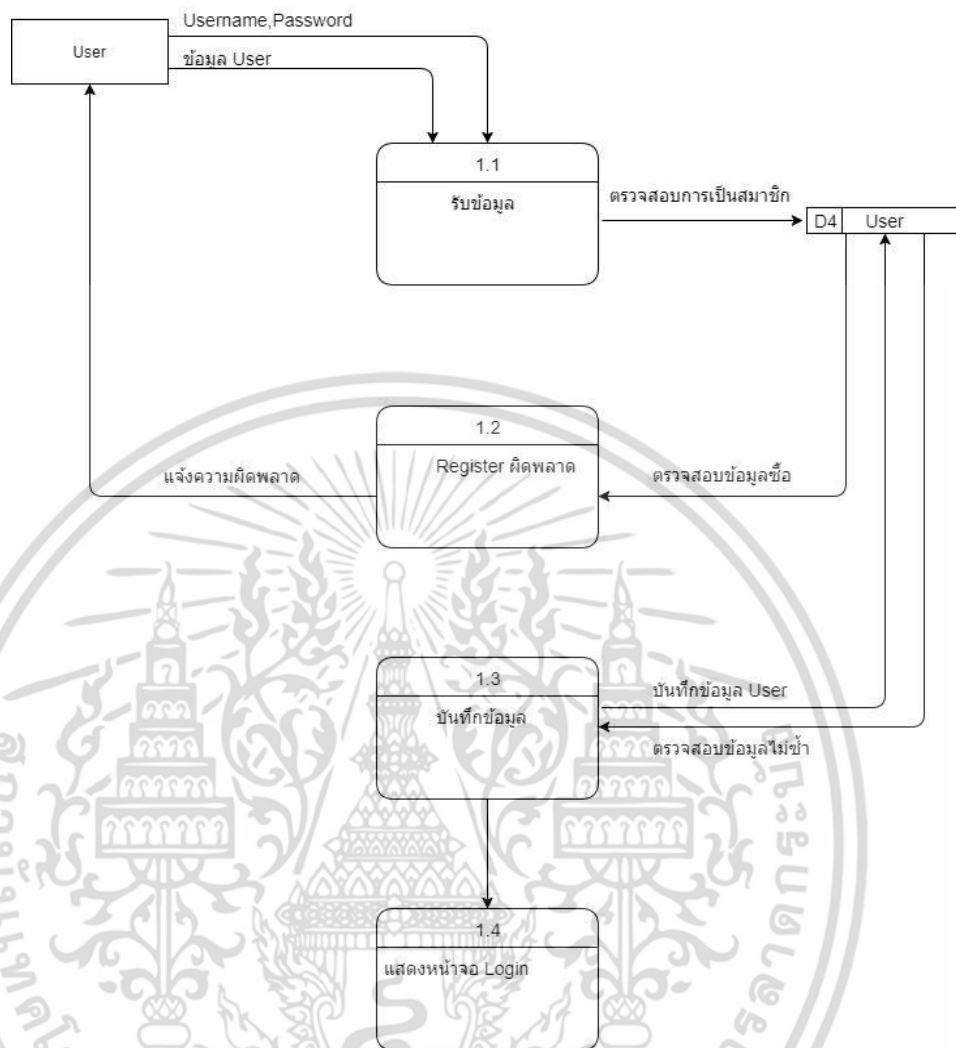 Username,Password
User
ข้อมูล User
1.1
รับข้อมูล
ตรวจสอบการเป็นสมาชิก
D4 User
1.2
Register ผิดพลาด
แจ้งความผิดพลาด
ตรวจสอบข้อมูลซื้อ
1.3
บันทึกข้อมูล
บันทึกข้อมูล User
ตรวจสอบข้อมูลไม่ซ้ำ
1.4
แสดงหน้าจอ Login